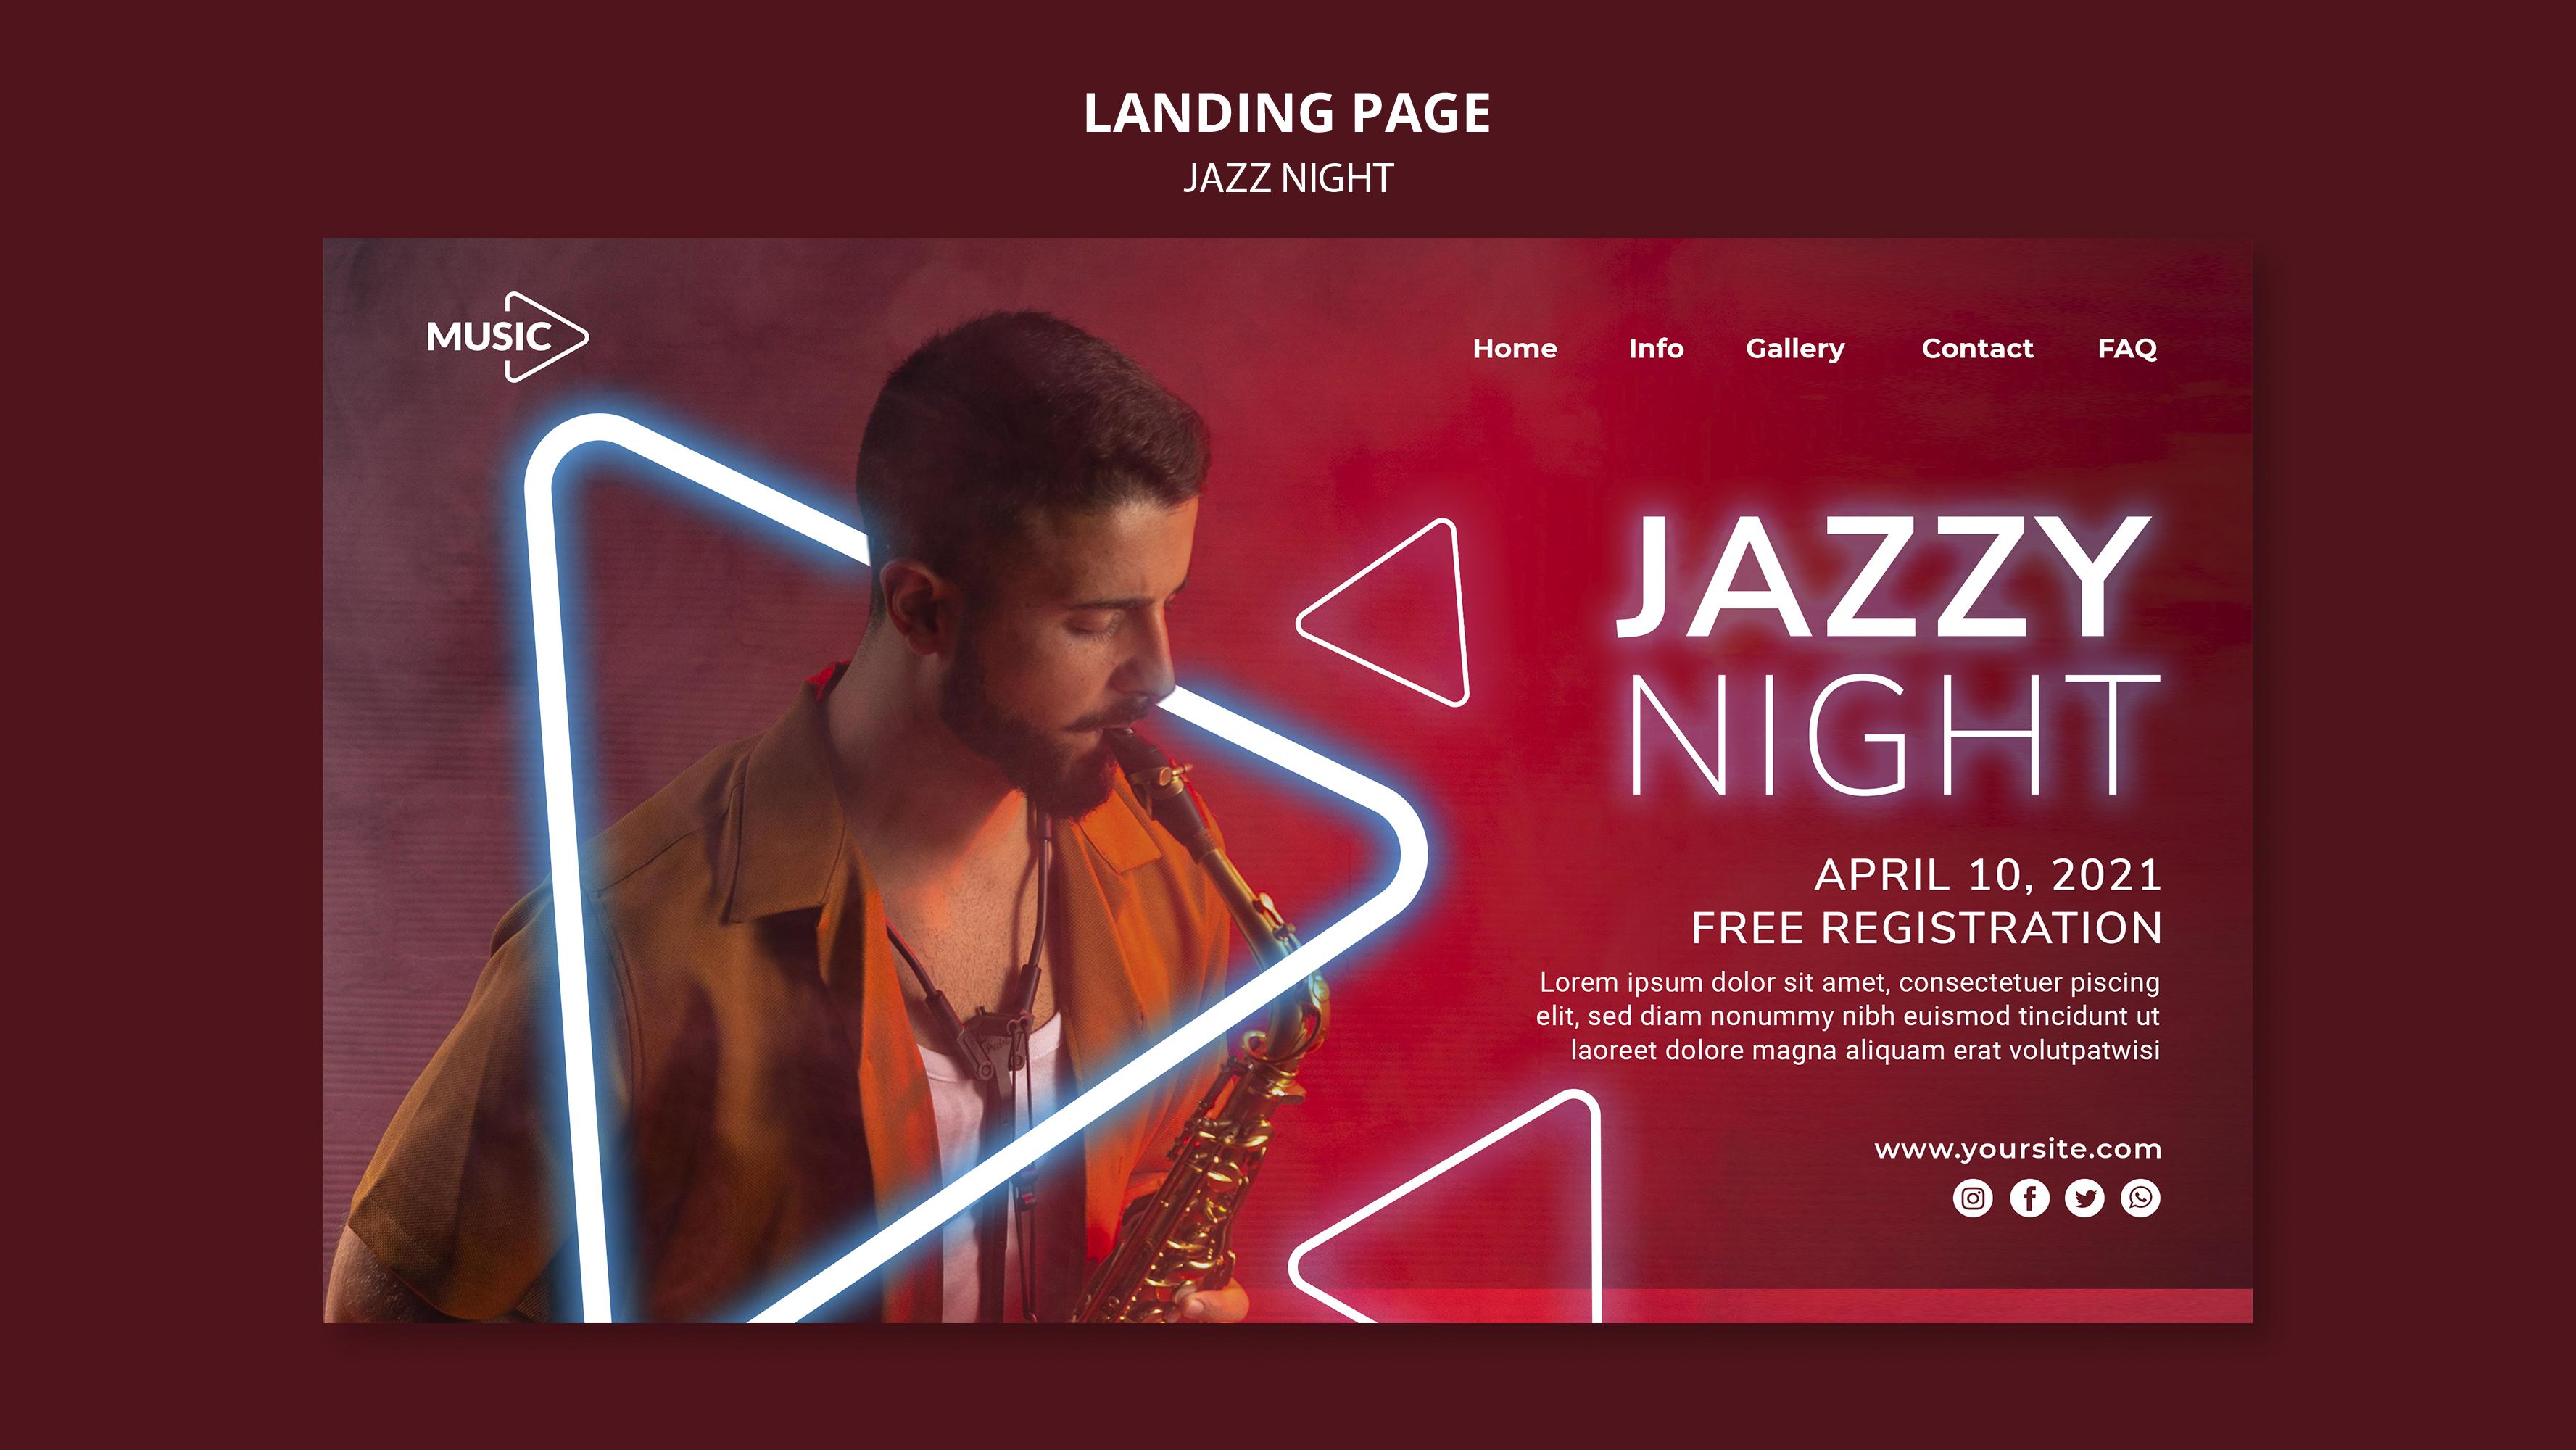 LANDING PAGE
JAZZ NIGHT
MUSIC
Home Info Gallery Contact FAQ
JAZZY
NIGHT
APRIL 10, 2021
FREE REGISTRATION
Lorem ipsum dolor sit amet, consectetuer piscing
elit, sed diam nonummy nibh euismod tincidunt ut
laoreet dolore magna aliquam erat volutpatwisi
www.yoursite.com